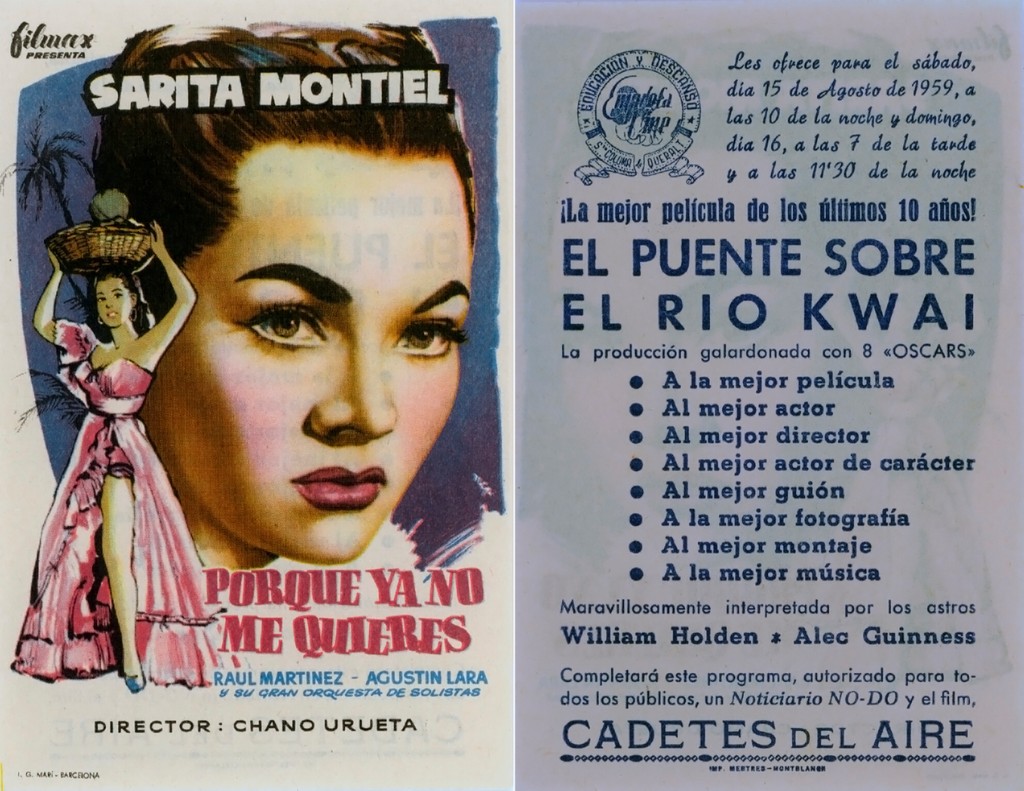 filmax
PRESENTA
SARITA MONTIEL
PORQUE YA NO
ME QUIERES
RAUL MARTINEZ - AGUSTIN LARA
Y SU GRAN ORQUESTA DE SOLISTAS
DIRECTOR : CHANO URUETA
I. G. MARI - BARCELONA
EDUCACIÓN Y DESCANSO
Les ofrece para el sábado,
día 15 de Agosto de 1959, a
las 10 de la noche y domingo,
día 16, a las 7 de la tarde
y a las 11'30 de la noche
¡La mejor película de los últimos 10 años!
EL PUENTE SOBRE
EL RIO KWAI
La producción galardonada con 8 «OSCARS»
● A la mejor película
● Al mejor actor
● Al mejor director
● Al mejor actor de carácter
● Al mejor guión
● A la mejor fotografía
● Al mejor montaje
● A la mejor música
Maravillosamente interpretada por los astros
William Holden * Alec Guinness
Completará este programa, autorizado para to-
dos los públicos, un Noticiario NO-DO y el film,
CADETES DEL AIRE
IMP. MESTRES-MONTBLANCH